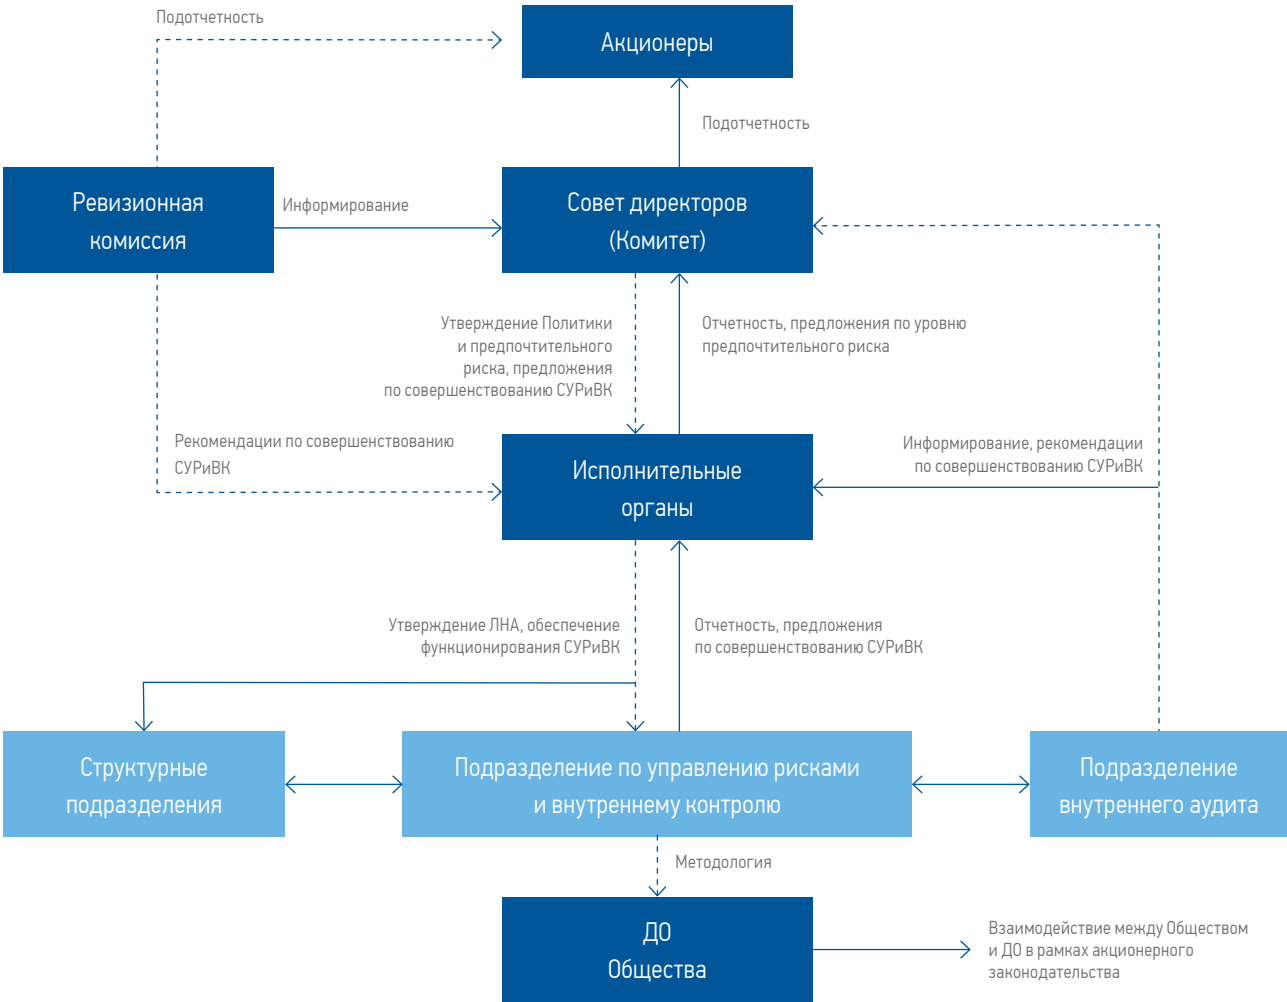 Подотчетность
Акционеры
Подотчетность
Ревизионная
комиссия
Информирование
Совет директоров
(Комитет)
Утверждение Политики
и предпочтительного
риска, предложения
по совершенствованию СУРиВК
Отчетность, предложения по уровню
предпочтительного риска
Рекомендации по совершенствованию
СУРиВК
Исполнительные
органы
Информирование, рекомендации
по совершенствованию СУРиВК
Утверждение ЛНА, обеспечение
функционирования СУРиВК
Отчетность, предложения
по совершенствованию СУРиВК
Структурные
подразделения
Подразделение по управлению рисками
и внутреннему контролю
Подразделение
внутреннего аудита
Методология
ДО
Общества
Взаимодействие между Обществом
и ДО в рамках акционерного
законодательства